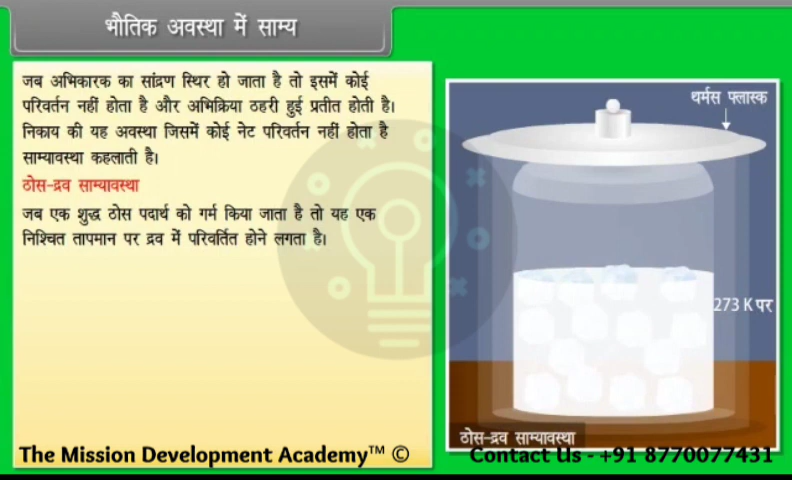 भौतिक अवस्था में साम्य
जब अभिकारक का सांद्रण स्थिर हो जाता है तो इसमें कोई
परिवर्तन नहीं होता है और अभिक्रिया ठहरी हुई प्रतीत होती है।
निकाय की यह अवस्था जिसमें कोई नेट परिवर्तन नहीं होता है
साम्यावस्था कहलाती है।
ठोस-द्रव साम्यावस्था
जब एक शुद्ध ठोस पदार्थ को गर्म किया जाता है तो यह एक
निश्चित तापमान पर द्रव में परिवर्तित होने लगता है।
थर्मस फ्लास्क
273 K पर
ठोस-द्रव साम्यावस्था
The Mission Development Academy™ ©
Contact Us - +91 8770077431